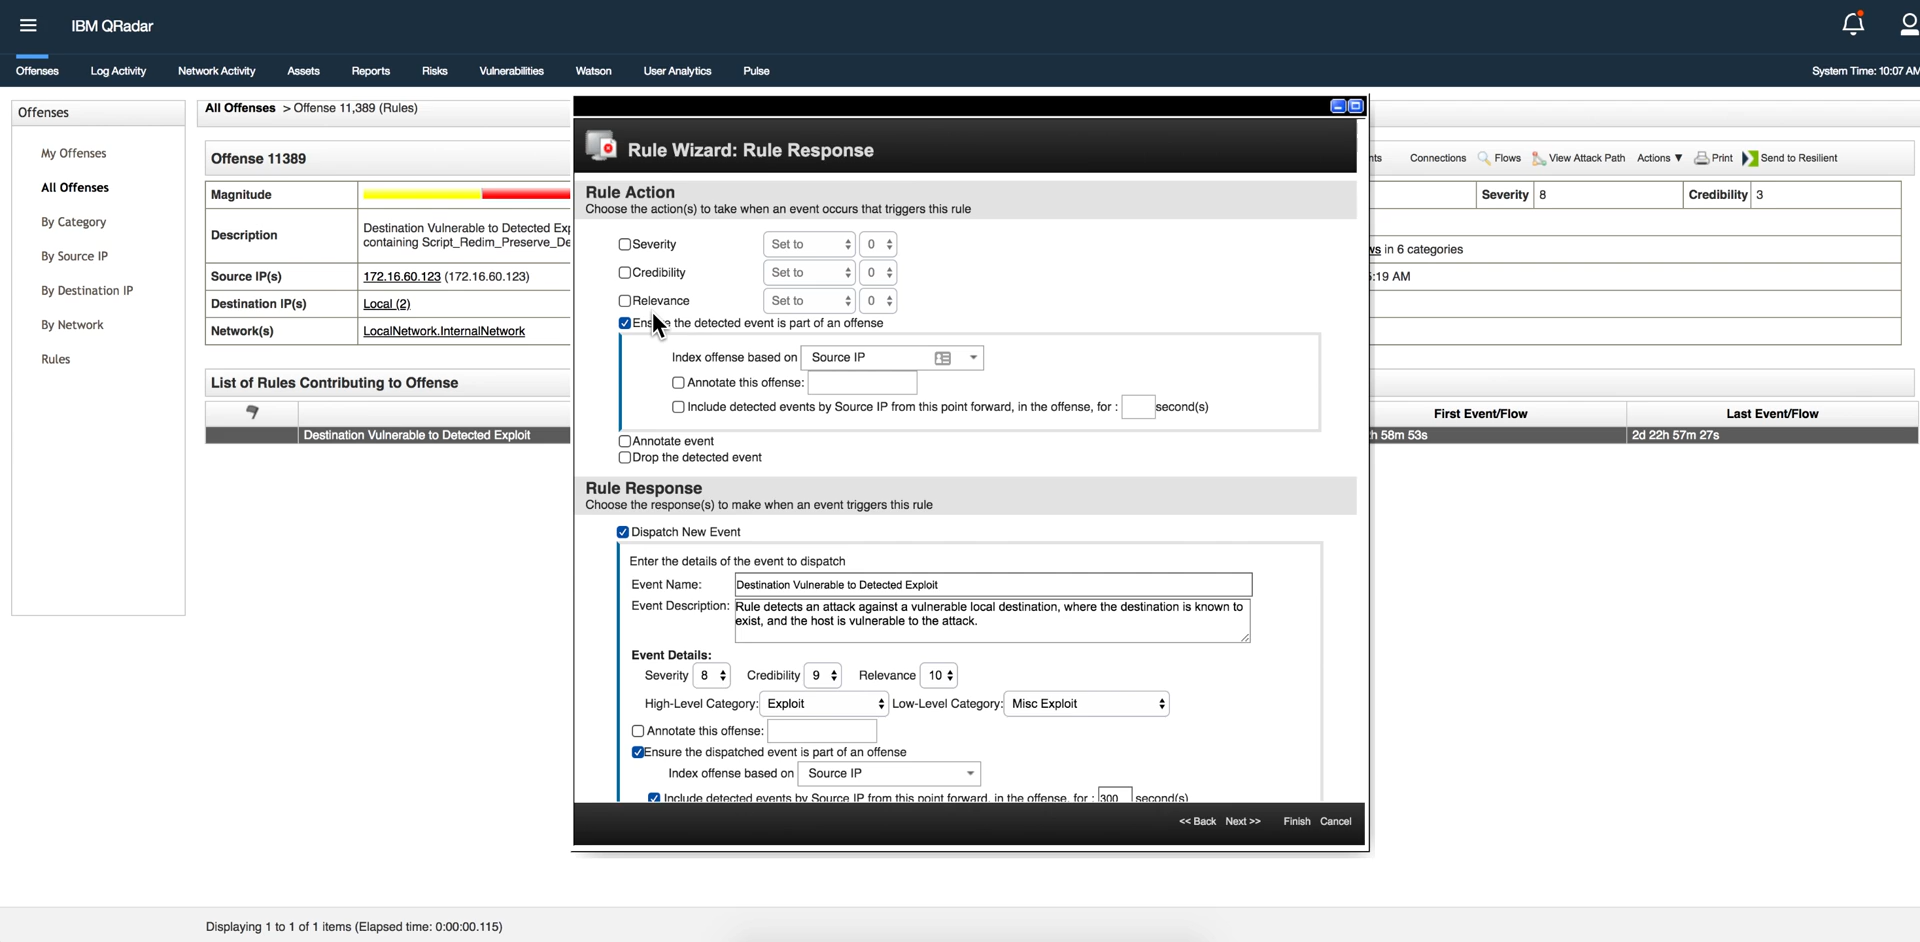 IBM QRadar
Offenses Log Activity Network Activity Assets Reports Risks Vulnerabilities Watson User Analytics Pulse System Time: 10:07 AM
Offenses
My Offenses
All Offenses
By Category
By Source IP
By Destination IP
By Network
Rules
All Offenses > Offense 11,389 (Rules)
Offense 11389
Magnitude
Description Destination Vulnerable to Detected
containing Script_Redim_Preserve_
Source IP(s) 172.16.60.123 (172.16.60.123)
Destination IP(s) Local (2)
Network(s) LocalNetwork.InternalNetwork
List of Rules Contributing to Offense
Destination Vulnerable to Detected Exploit
Rule Wizard: Rule Response
Rule Action
Choose the action(s) to take when an event occurs that triggers this rule
Severity Set to 0
Credibility Set to 0
Relevance Set to 0
the detected event is part of an offense
Index offense based on Source IP
Annotate this offense:
Include detected events by Source IP from this point forward, in the offense, for : second(s)
Annotate event
Drop the detected event
Rule Response
Choose the response(s) to make when an event triggers this rule
Dispatch New Event
Enter the details of the event to dispatch
Event Name: Destination Vulnerable to Detected Exploit
Event Description: Rule detects an attack against a vulnerable local destination, where the destination is known to
exist, and the host is vulnerable to the attack.
Event Details:
Severity 8 Credibility 9 Relevance 10
High-Level Category: Exploit Low-Level Category: Misc Exploit
Annotate this offense:
Ensure the dispatched event is part of an offense
Index offense based on Source IP
Include detected events by Source IP from this point forward, in the offense, for : 300 second(s)
<< Back Next >> Finish Cancel
Connections Flows View Attack Path Actions ▼ Print Send to Resilient
Severity 8 Credibility 3
in 6 categories
:19 AM
First Event/Flow Last Event/Flow
58m 53s 2d 22h 57m 27s
Displaying 1 to 1 of 1 items (Elapsed time: 0:00:00.115)